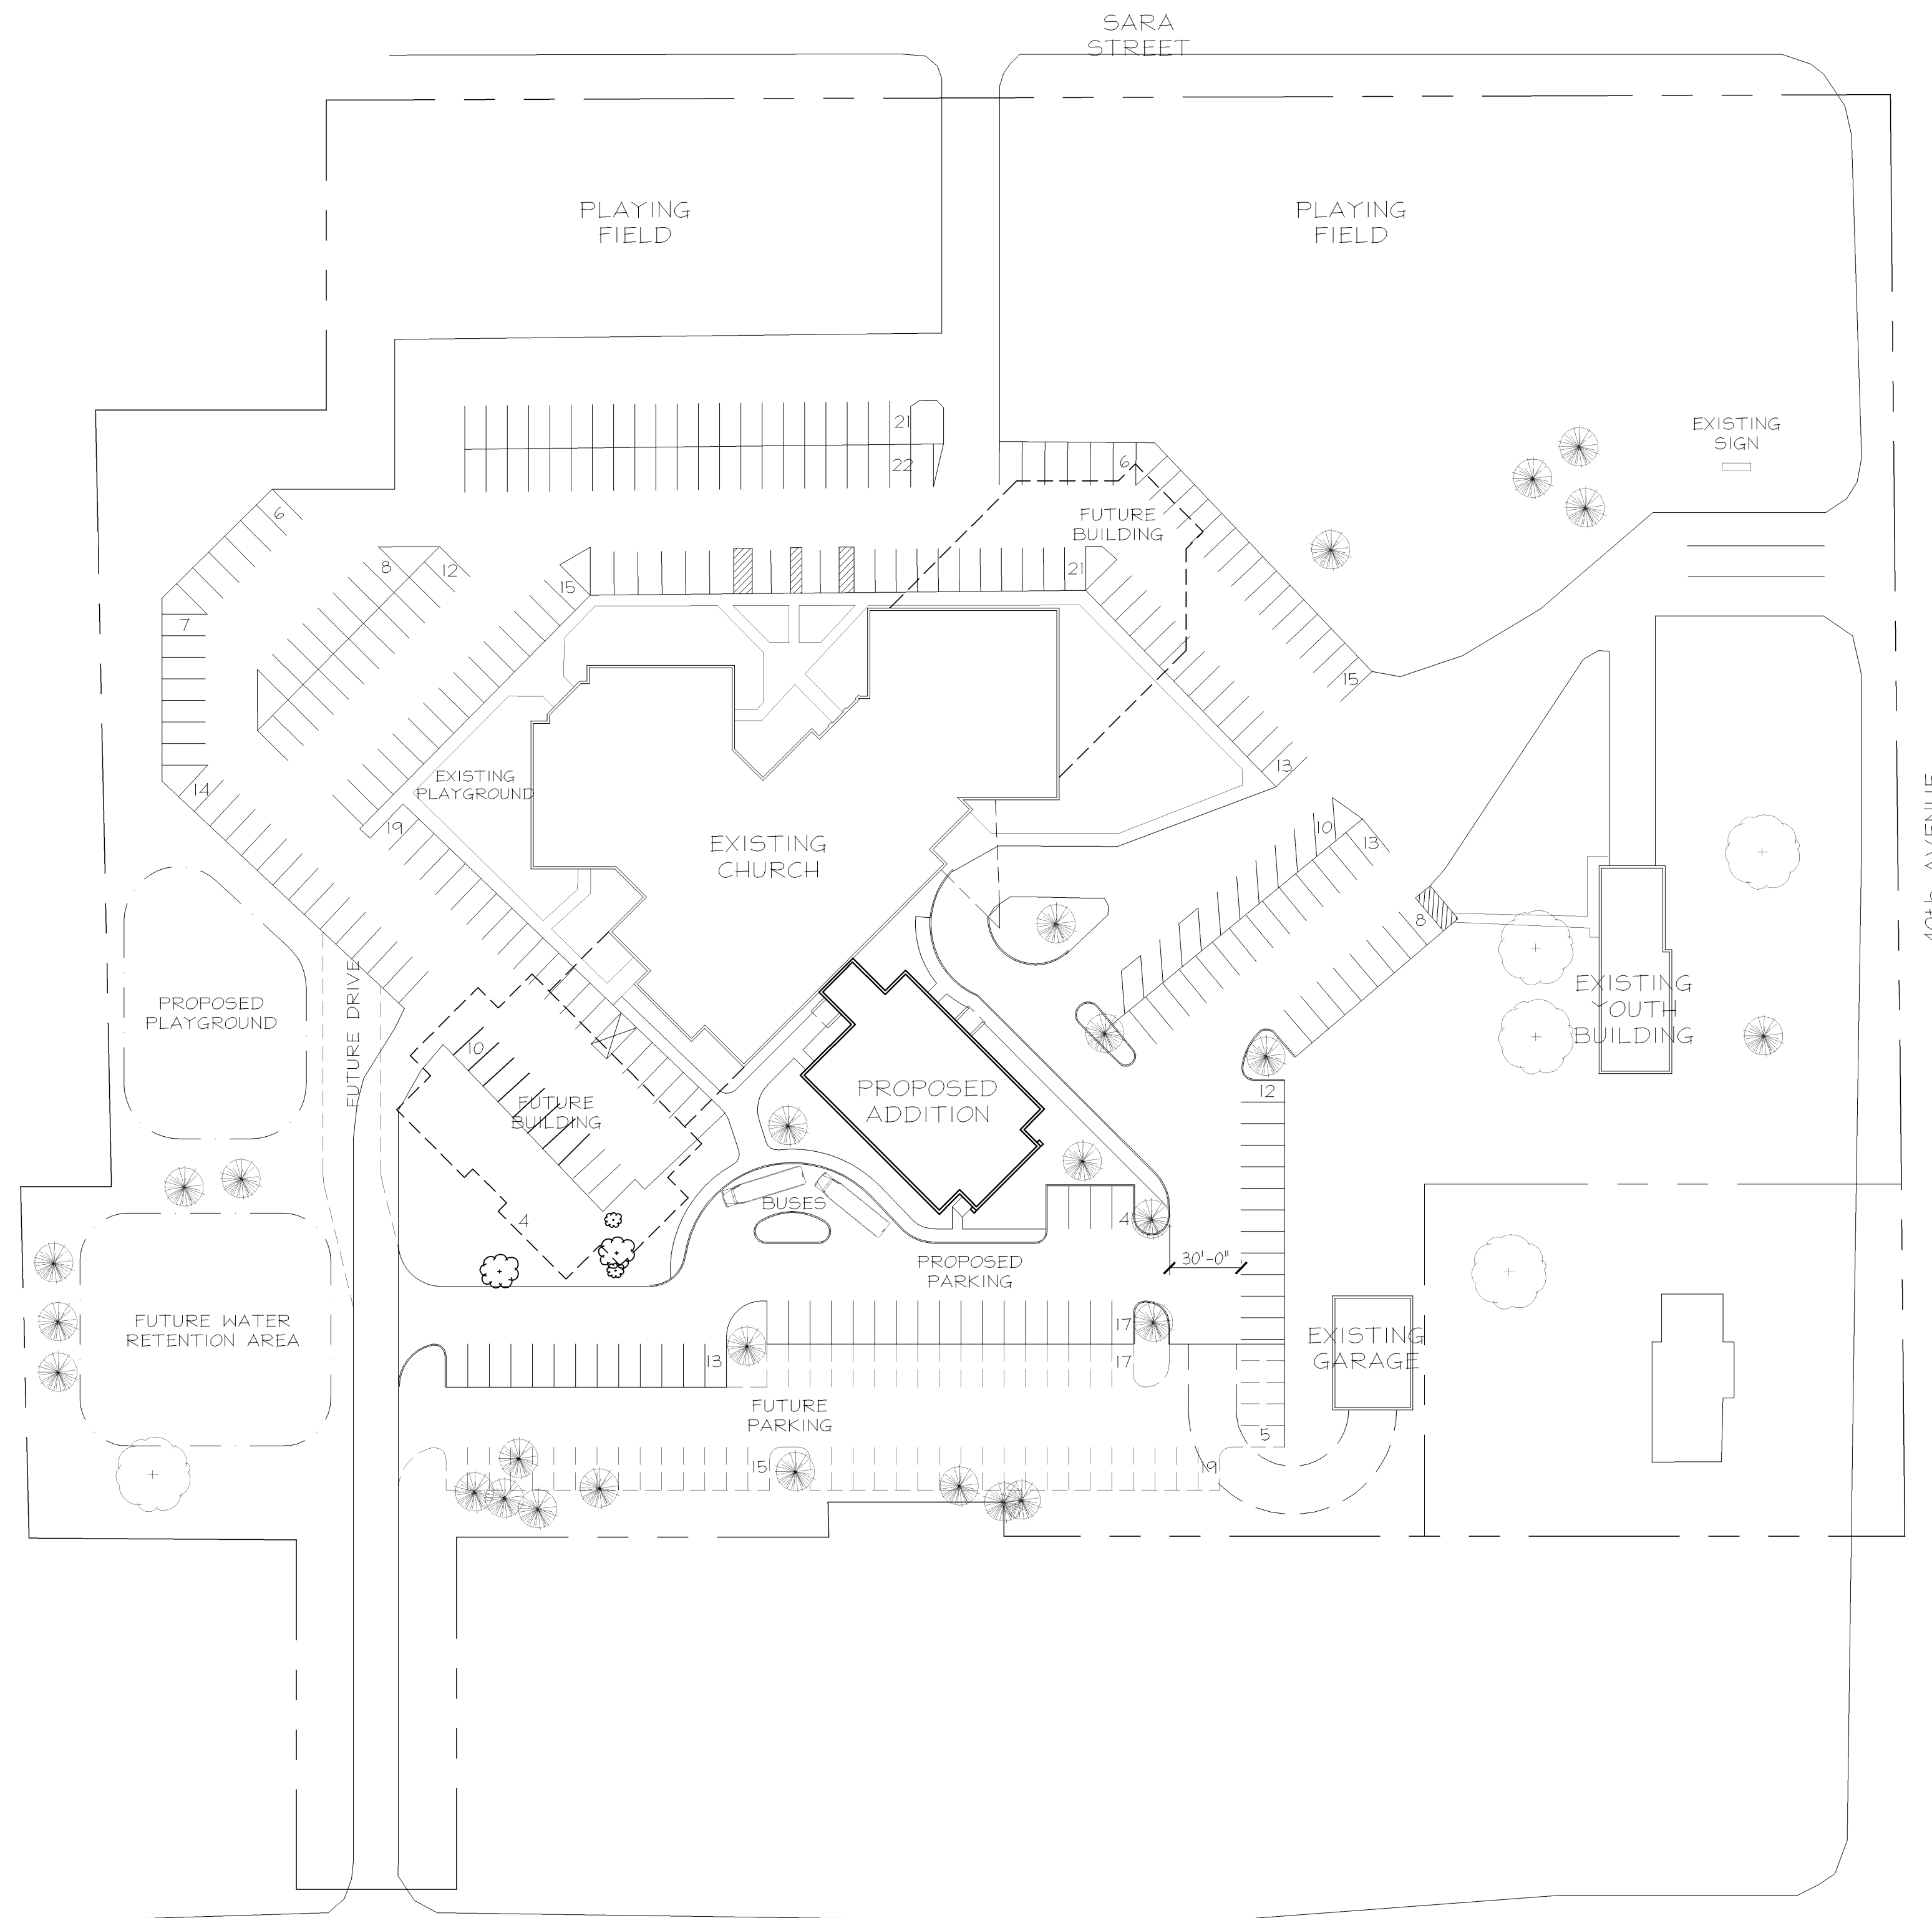 SARA
STREET
PLAYING
FIELD
PLAYING
FIELD
21
22
EXISTING
SIGN
6
6
FUTURE
BUILDING
8
12
15
21
7
15
14
EXISTING
PLAYGROUND
13
19
10
13
EXISTING
CHURCH
40th AVENUE
8
PROPOSED
PLAYGROUND
FUTURE DRIVE
EXISTING
YOUTH
BUILDING
10
FUTURE
BUILDING
PROPOSED
ADDITION
12
4
BUSES
4
PROPOSED
PARKING
30'-0"
FUTURE WATER
RETENTION AREA
13
17
17
EXISTING
GARAGE
FUTURE
PARKING
15
19
5